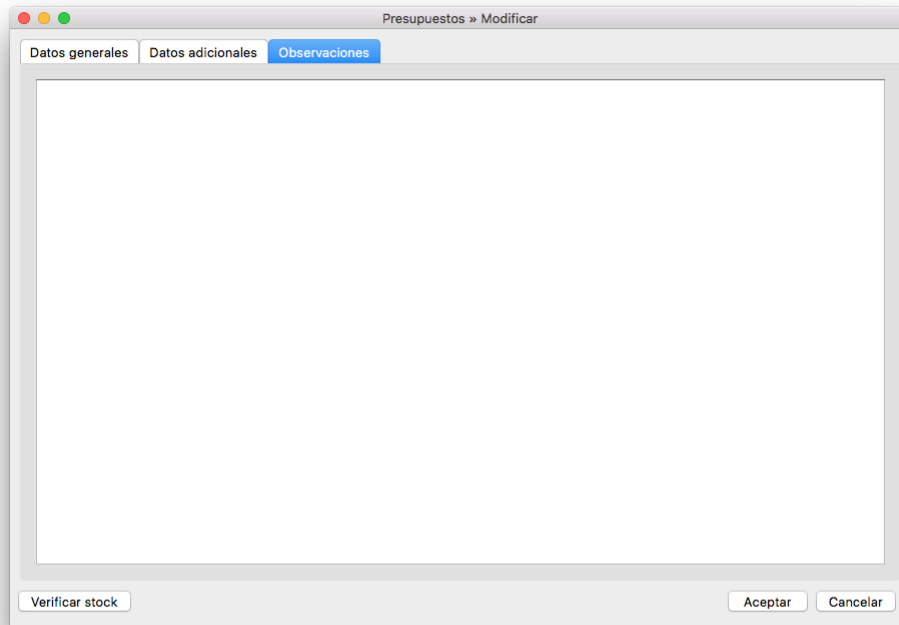 Presupuestos » Modificar
Datos generales Datos adicionales Observaciones
Verificar stock Aceptar Cancelar